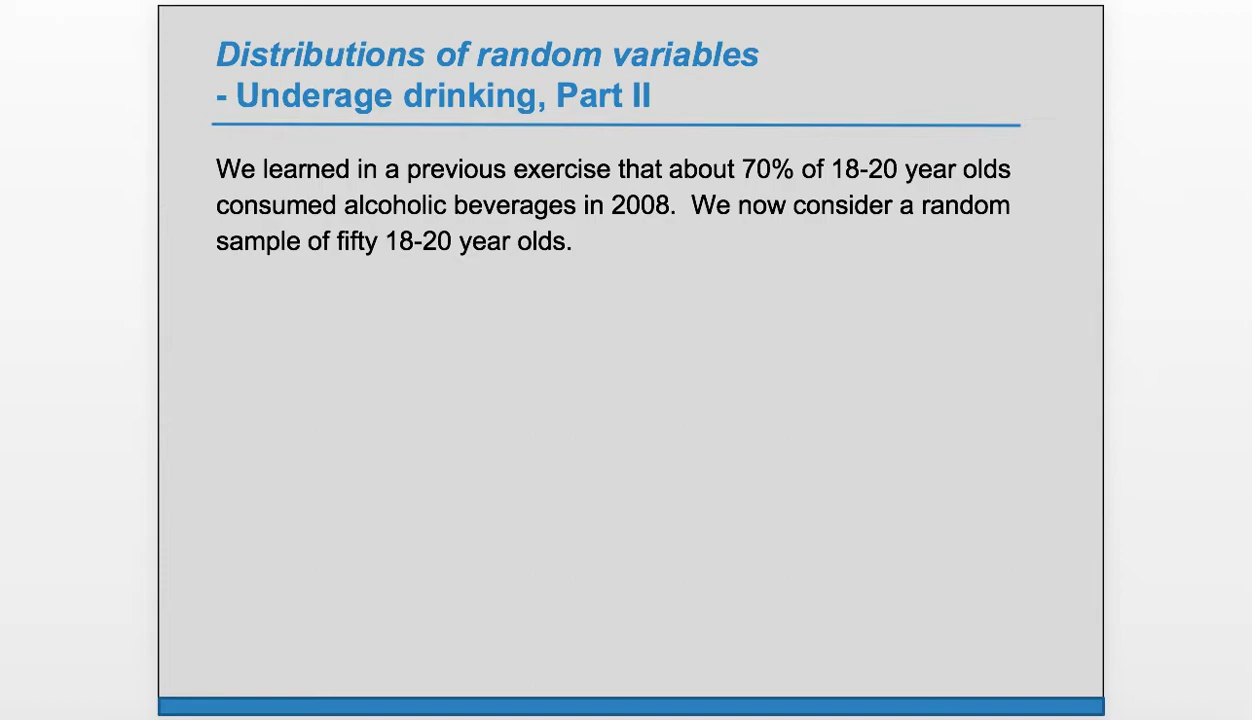 Distributions of random variables
- Underage drinking, Part II
We learned in a previous exercise that about 70% of 18-20 year olds
consumed alcoholic beverages in 2008.  We now consider a random
sample of fifty 18-20 year olds.